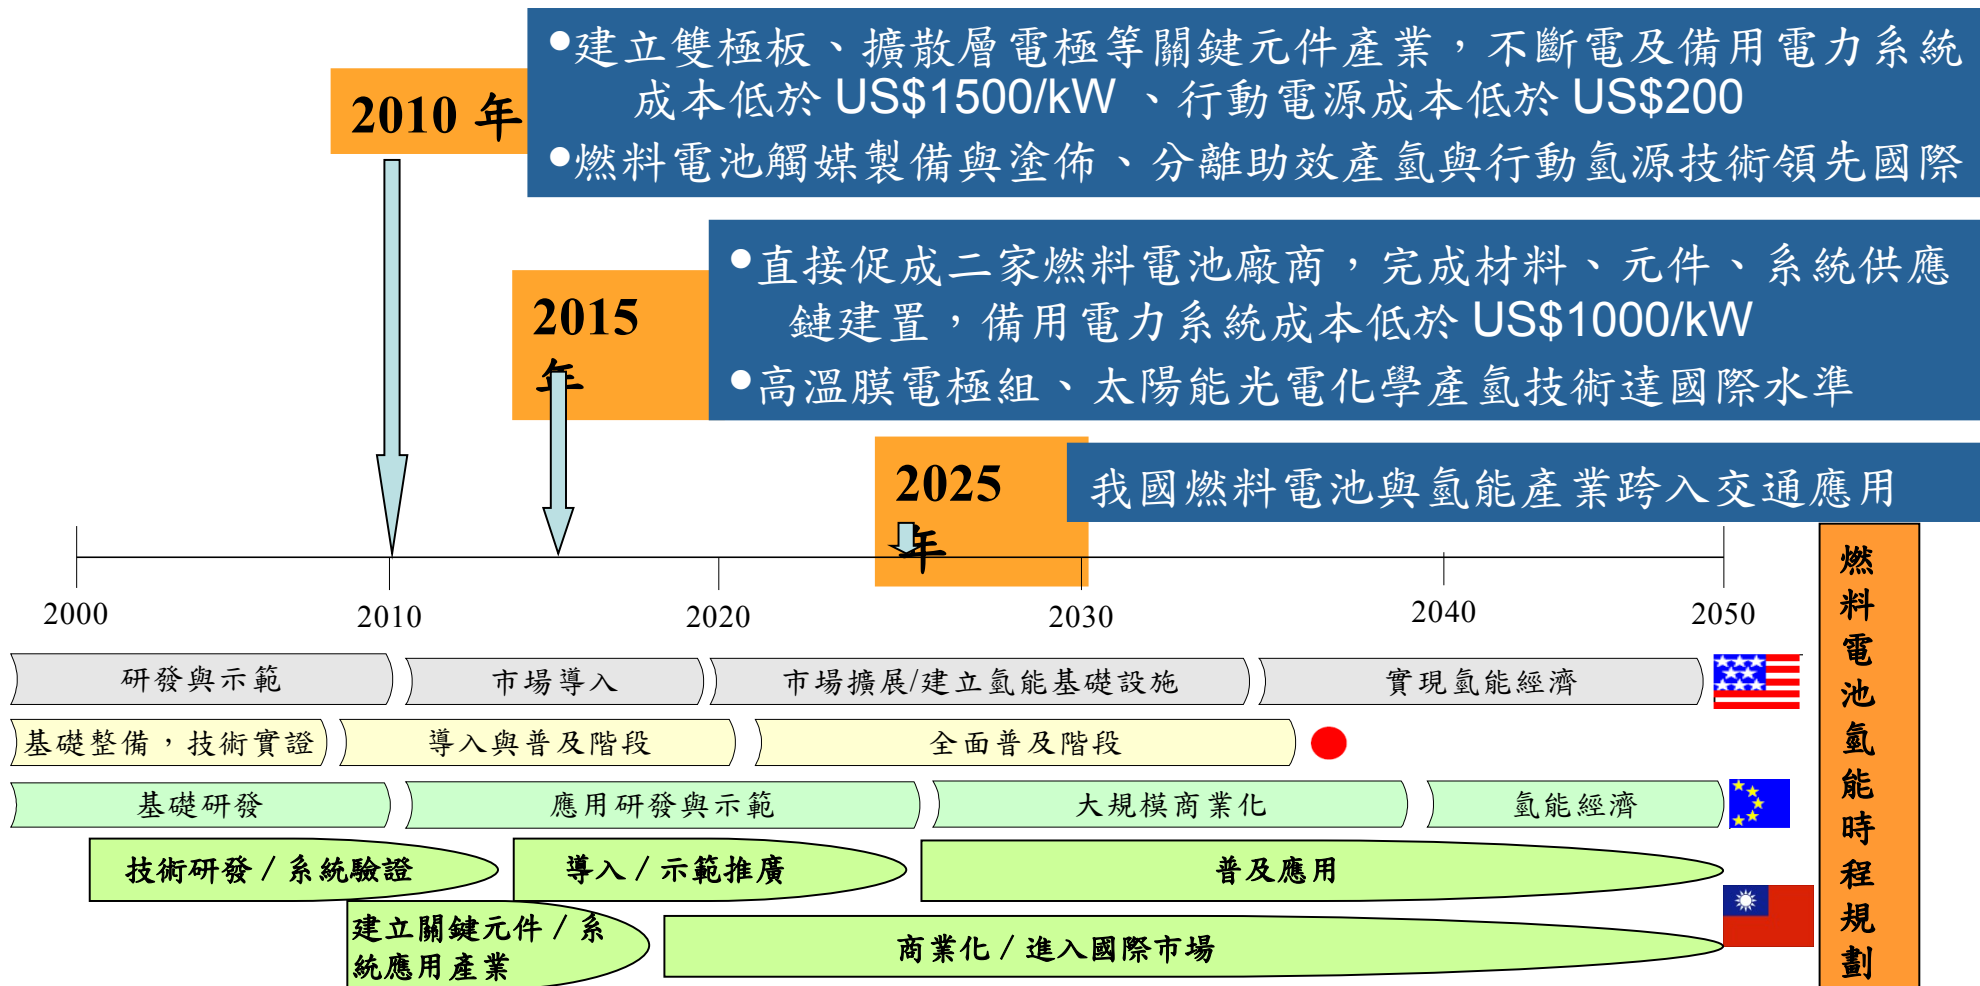 2010 年
●建立雙極板、擴散層電極等關鍵元件產業，不斷電及備用電力系統
成本低於 US$1500/kW 、行動電源成本低於 US$200
●燃料電池觸媒製備與塗佈、分離助效產氫與行動氫源技術領先國際
2015
年
●直接促成二家燃料電池廠商，完成材料、元件、系統供應
鏈建置，備用電力系統成本低於 US$1000/kW
●高溫膜電極組、太陽能光電化學產氫技術達國際水準
2025
年
我國燃料電池與氫能產業跨入交通應用
2000 2010 2020 2030 2040 2050
研發與示範 市場導入 市場擴展/建立氫能基礎設施 實現氫能經濟
基礎整備，技術實證 導入與普及階段 全面普及階段
基礎研發 應用研發與示範 大規模商業化 氫能經濟
技術研發 / 系統驗證 導入 / 示範推廣 普及應用
建立關鍵元件 / 系
統應用產業
商業化 / 進入國際市場
燃料電池氫能時程規劃